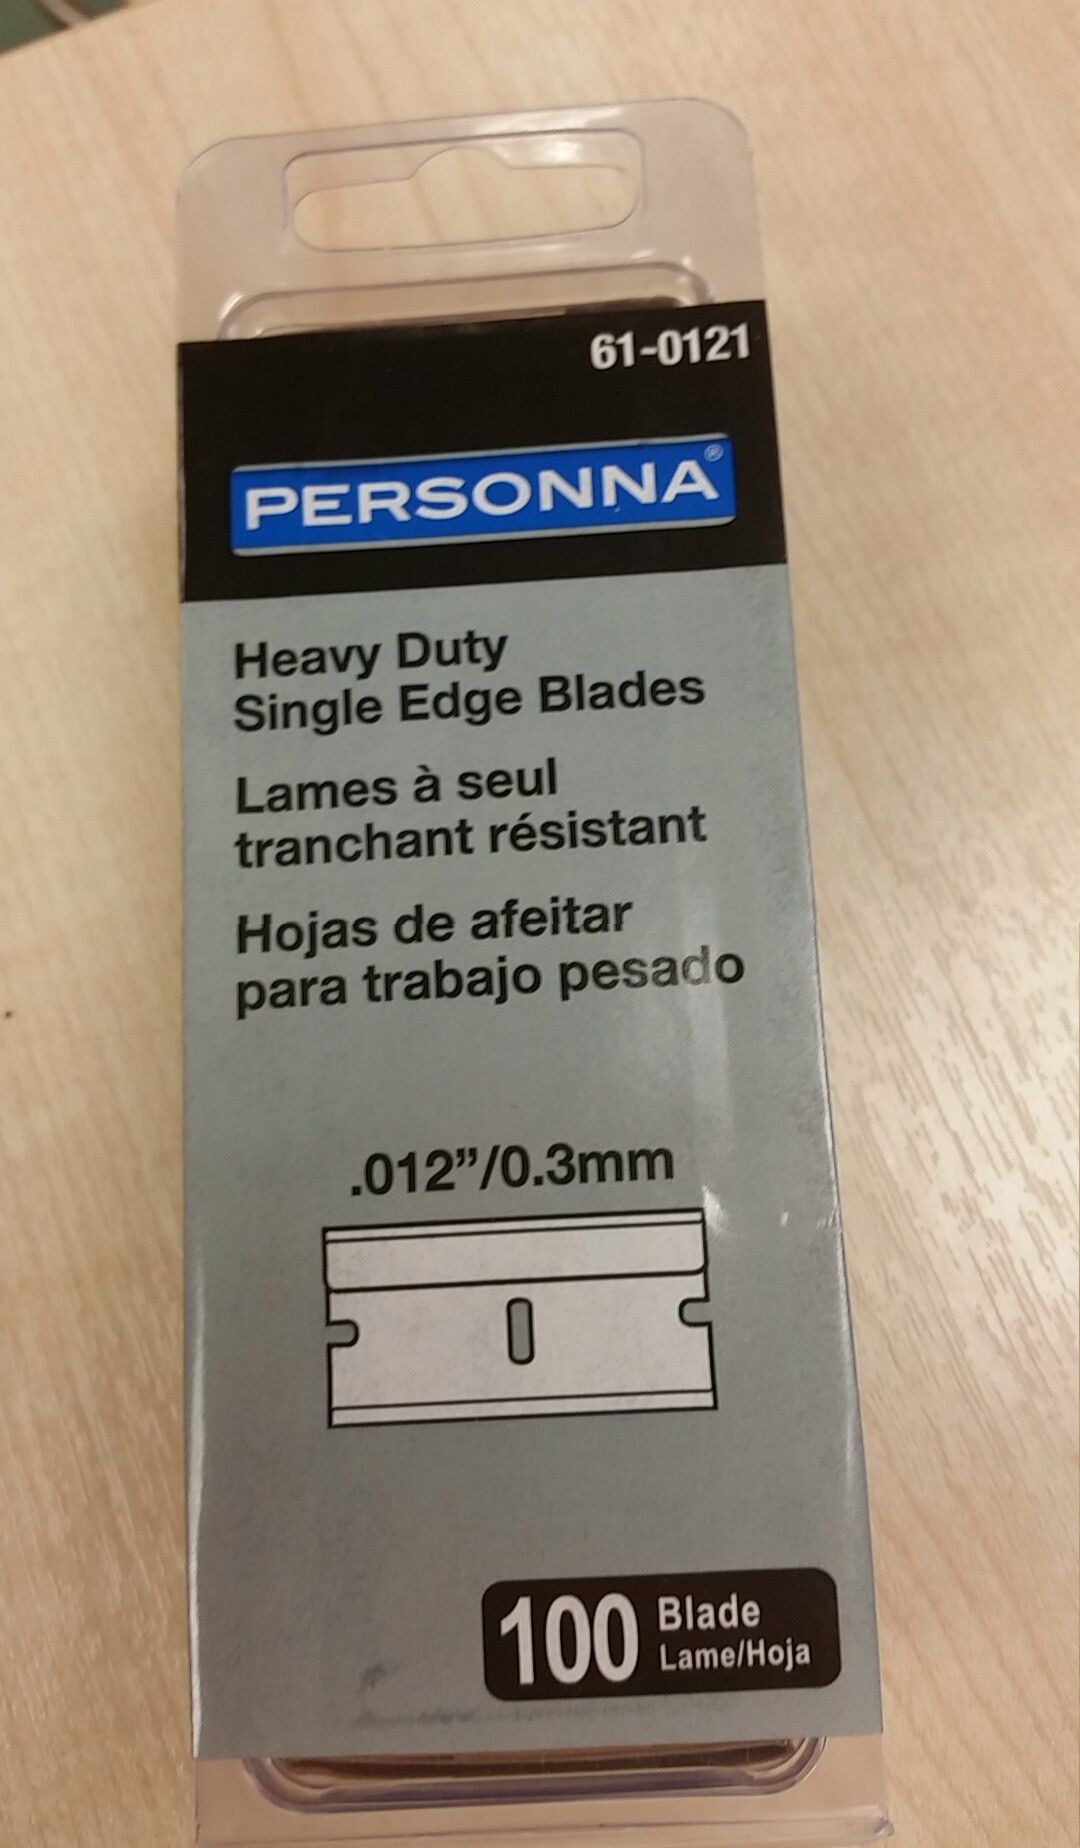 61-0121
PERSONNA®
Heavy Duty
Single Edge Blades
Lames à seul
tranchant résistant
Hojas de afeitar
para trabajo pesado
.012”/0.3mm
100 Blade
Lame/Hoja